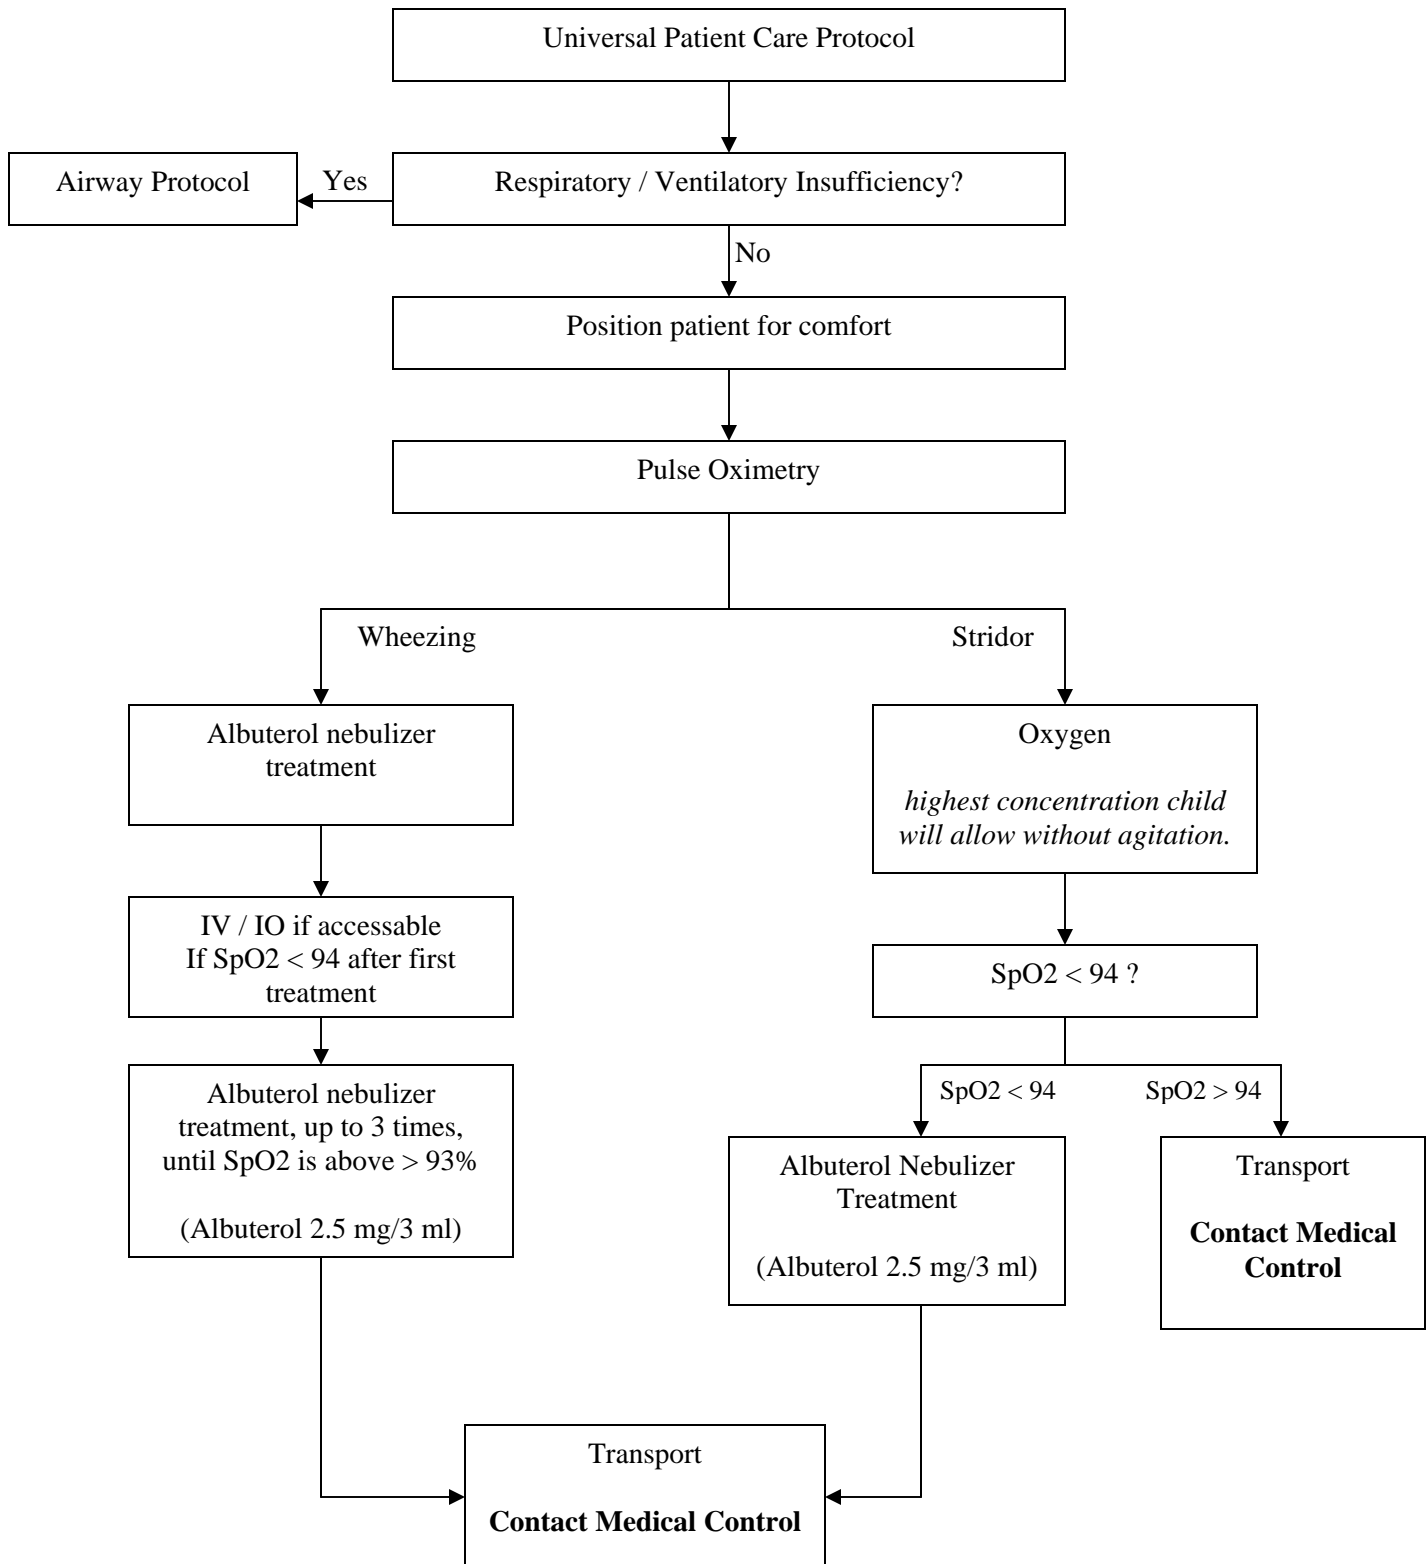 Universal Patient Care Protocol
Airway Protocol
Yes
Respiratory / Ventilatory Insufficiency?
No
Position patient for comfort
Pulse Oximetry
Wheezing
Stridor
Albuterol nebulizer
treatment
Oxygen
highest concentration child
will allow without agitation.
IV / IO if accessable
If SpO2 < 94 after first
treatment
SpO2 < 94 ?
Albuterol nebulizer
treatment, up to 3 times,
until SpO2 is above > 93%
(Albuterol 2.5 mg/3 ml)
SpO2 < 94
SpO2 > 94
Albuterol Nebulizer
Treatment
(Albuterol 2.5 mg/3 ml)
Transport
Contact Medical
Control
Transport
Contact Medical Control